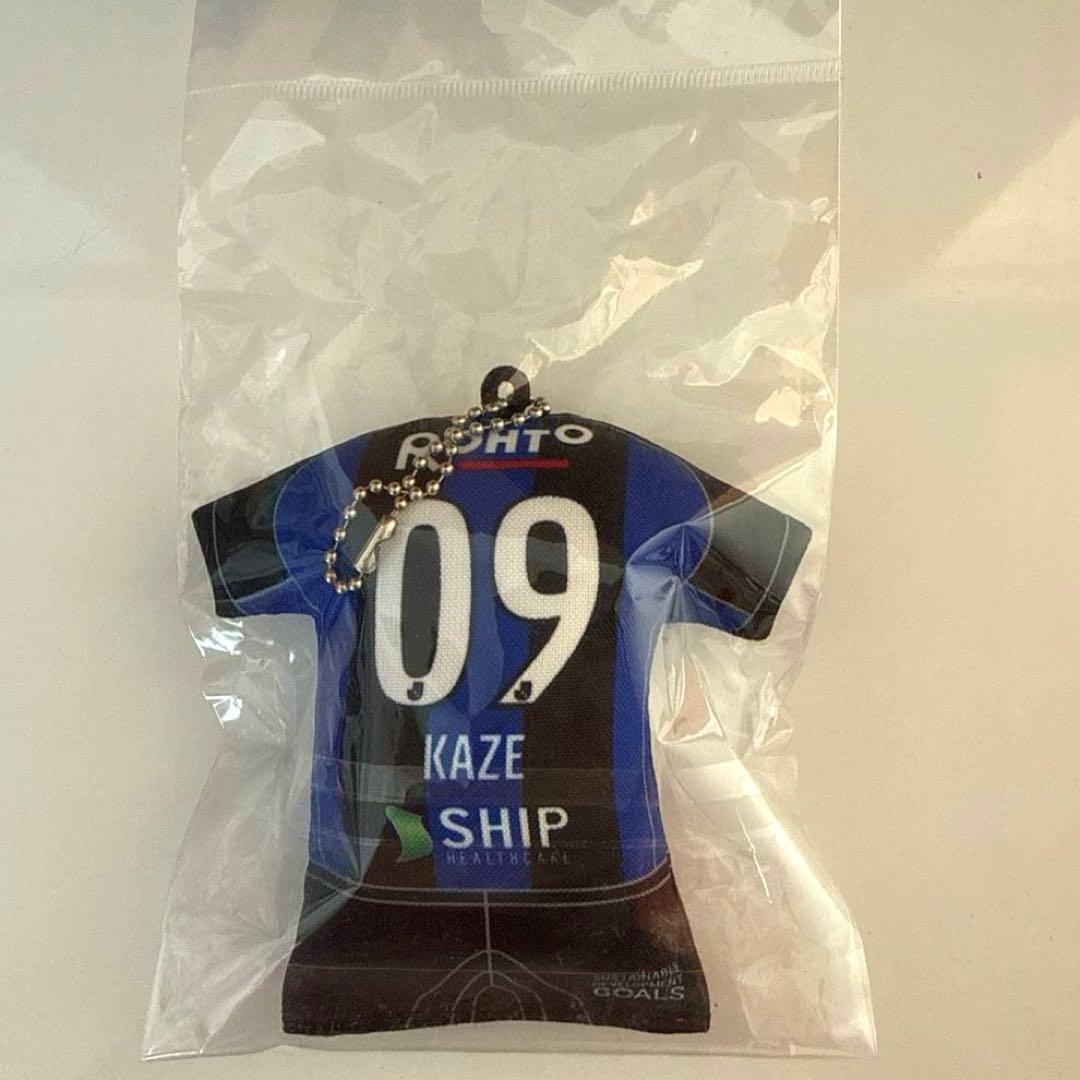 ROHTO
09
KAZE
SHIP
HEALTHCARE
SUSTAINABLE
DEVELOPMENT
GOALS